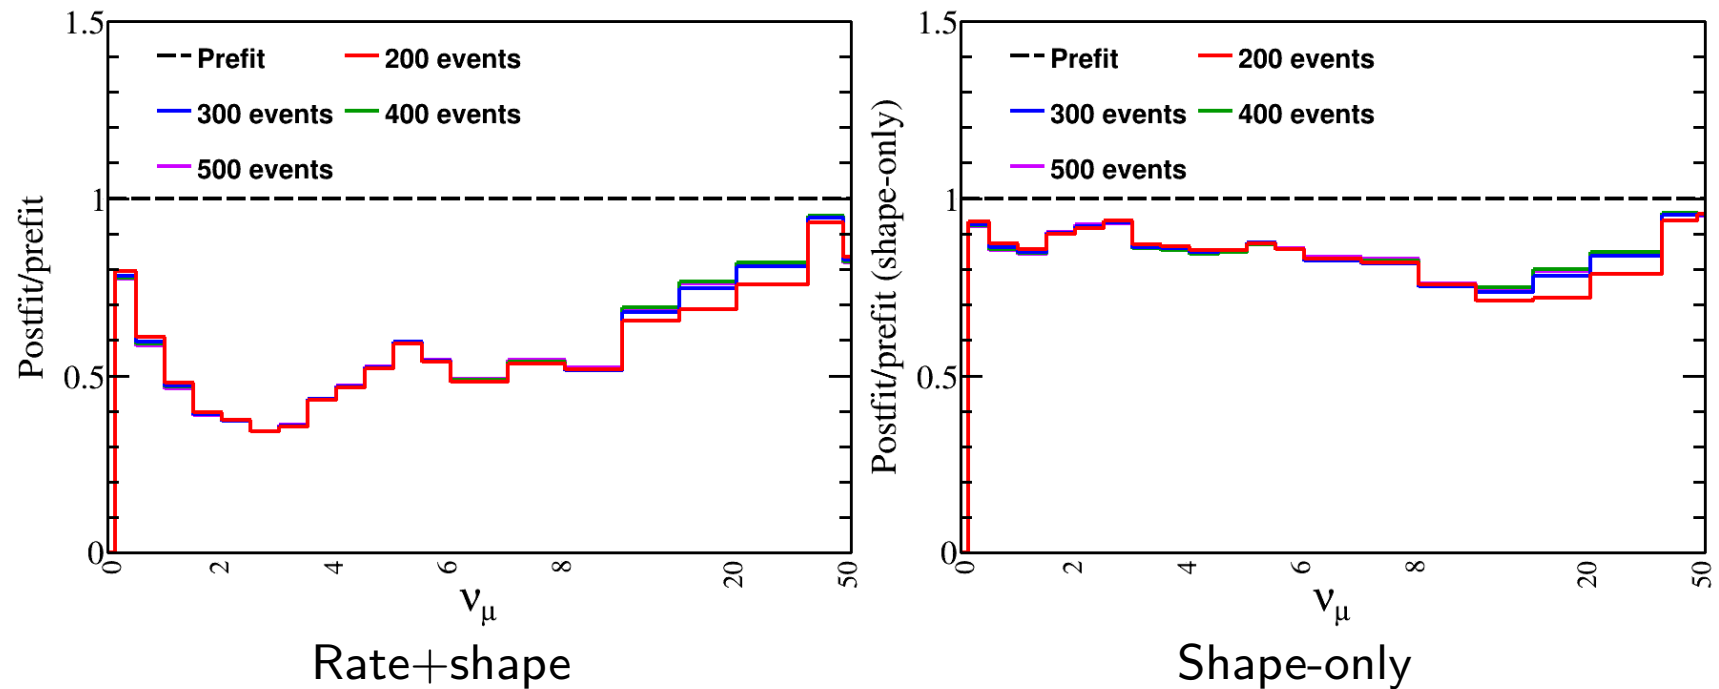 1.5
Prefit
200 events
300 events
400 events
500 events
1
0.5
0
Postfit/prefit
0 2 4 6 8 20 50
νμ
Rate+shape
1.5
Prefit
200 events
300 events
400 events
500 events
1
0.5
0
Postfit/prefit (shape-only)
0 2 4 6 8 20 50
νμ
Shape-only